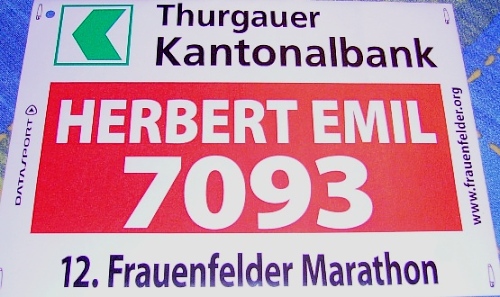 Thurgauer
Kantonalbank
HERBERT EMIL
7093
12. Frauenfelder Marathon
DATASPORT
www.frauenfelder.org